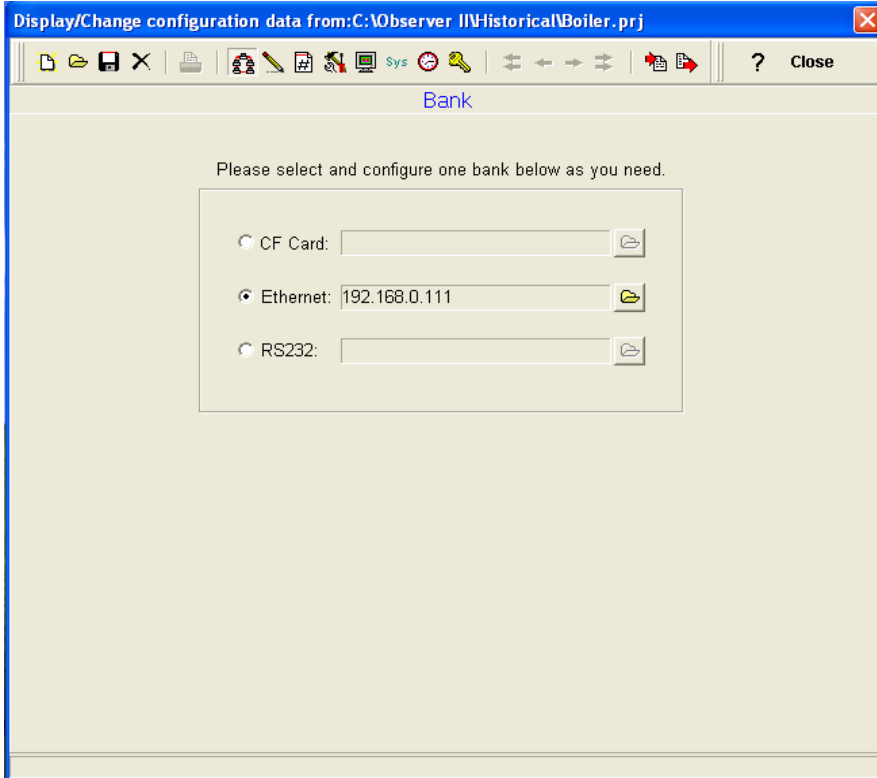 Display/Change configuration data from:C:\Observer II\Historical\Boiler.prj
Sys ? Close
Bank
Please select and configure one bank below as you need.
CF Card:
Ethernet: 192.168.0.111
RS232: